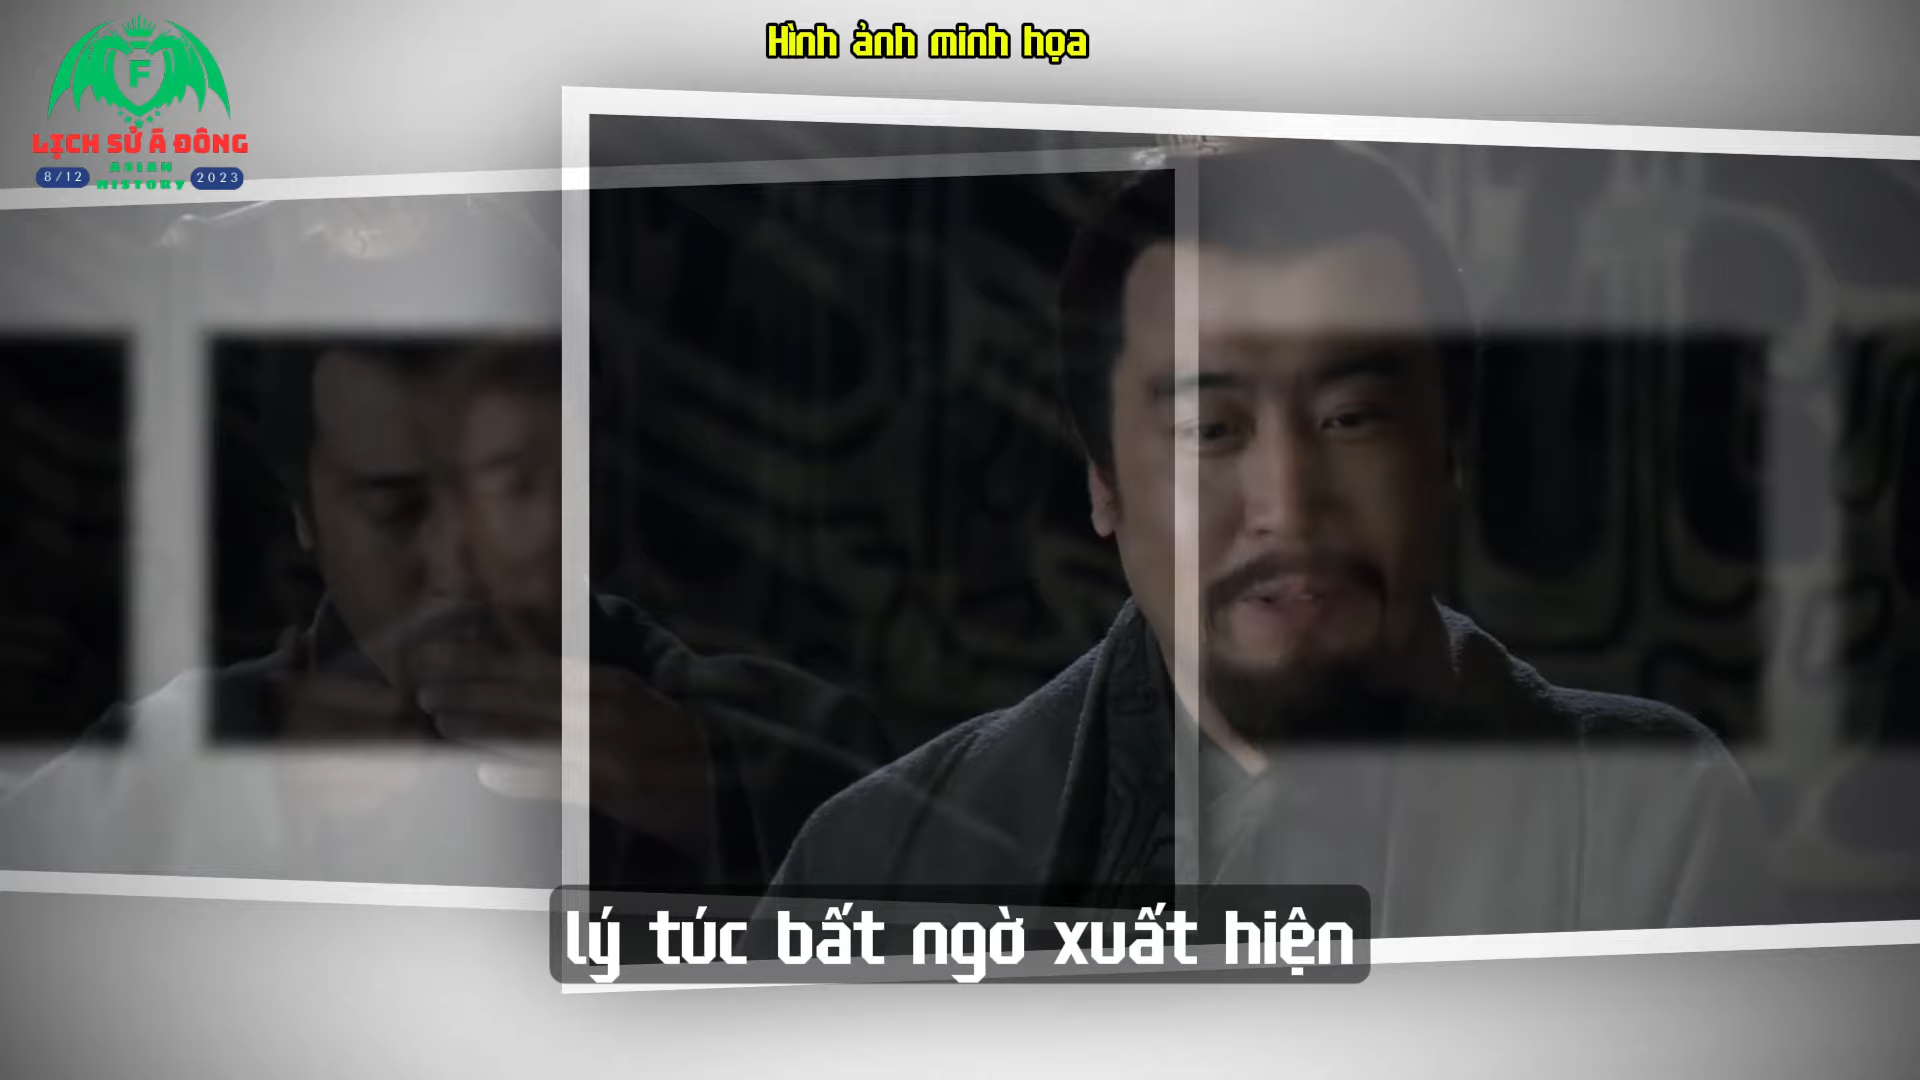 Hình ảnh minh họa
F
LỊCH SỬ Á ĐÔNG
ASIAN
8/12 HISTORY 2023
lý túc bất ngờ xuất hiện